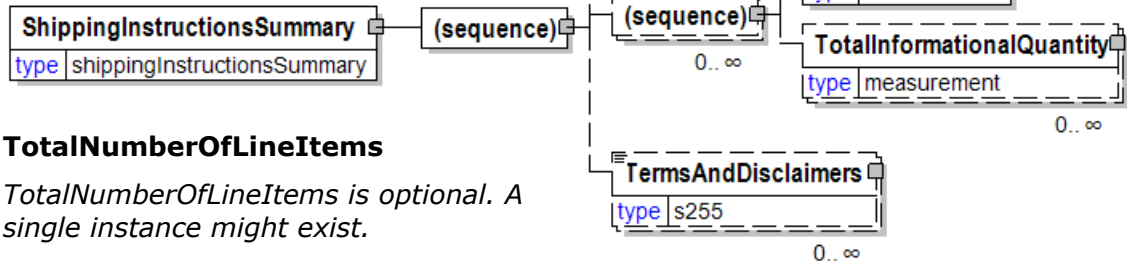 ShippingInstructionsSummary
type shippingInstructionsSummary
(sequence)
(sequence)
0.. ∞
TotalInformationalQuantity
type measurement
0.. ∞
TermsAndDisclaimers
type s255
0.. ∞
TotalNumberOfLineItems
TotalNumberOfLineItems is optional. A
single instance might exist.